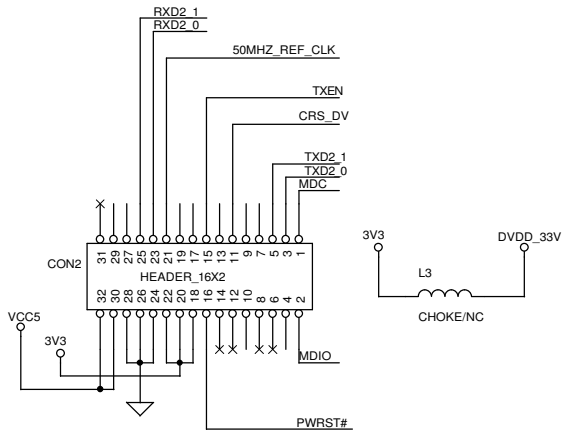 RXD2_1
RXD2_0
50MHZ_REF_CLK
TXEN
CRS_DV
TXD2_1
TXD2_0
MDC
31 29 27 25 23 21 19 17 15 13 11 9 7 5 3 1
CON2
HEADER_16X2
32 30 28 26 24 22 20 18 16 14 12 10 8 6 4 2
VCC5
3V3
MDIO
PWRST#
3V3
DVDD_33V
L3
CHOKE/NC